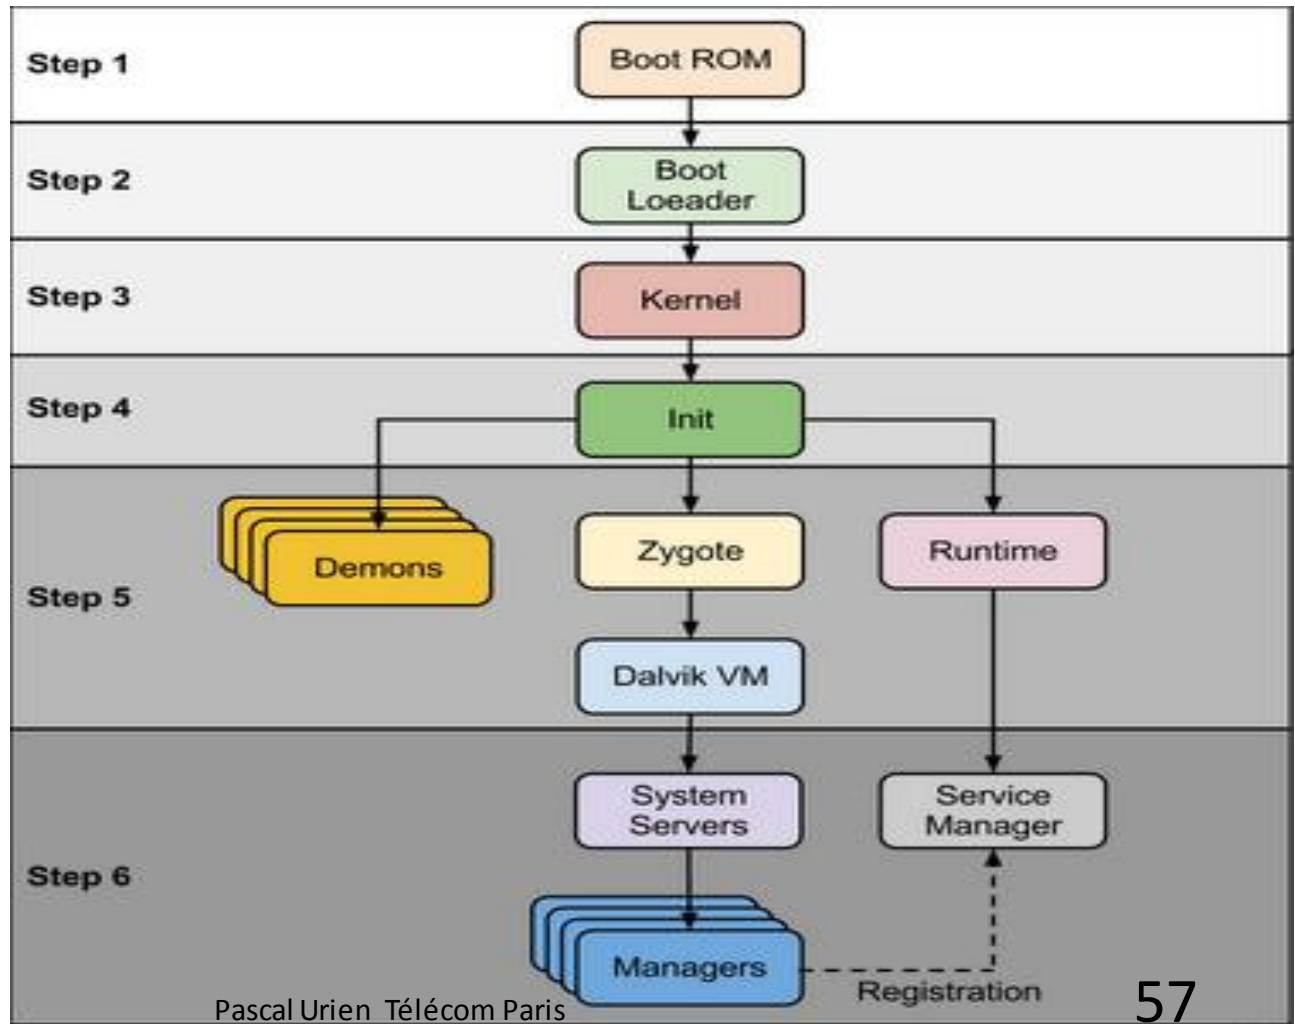 Step 1
Boot ROM
Step 2
Boot
Loeader
Step 3
Kernel
Step 4
Init
Step 5
Demons
Zygote
Runtime
Dalvik VM
Step 6
System
Servers
Service
Manager
Managers
Registration
Pascal Urien Télécom Paris
57